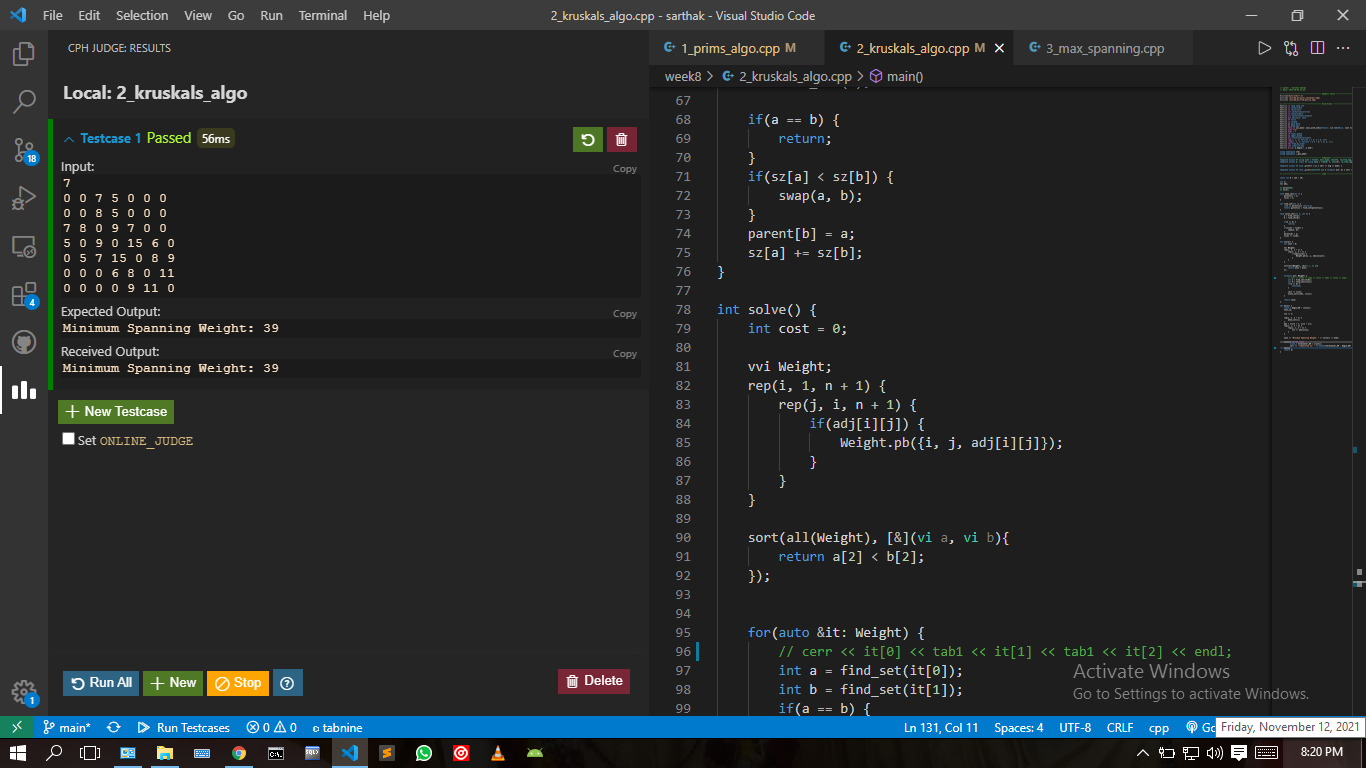 File Edit Selection View Go Run Terminal Help 2_kruskals_algo.cpp - sarthak - Visual Studio Code
CPH JUDGE: RESULTS
Local: 2_kruskals_algo
Testcase 1 Passed 56ms
Input:
Copy
7
0 0 7 5 0 0 0
0 0 8 5 0 0 0
7 8 0 9 7 0 0
5 0 9 0 15 6 0
0 5 7 15 0 8 9
0 0 0 6 8 0 11
0 0 0 0 9 11 0
Expected Output:
Copy
Minimum Spanning Weight: 39
Received Output:
Copy
Minimum Spanning Weight: 39
New Testcase
Set ONLINE_JUDGE
Run All New Stop Delete
18
4
1
1_prims_algo.cpp M 2_kruskals_algo.cpp M 3_max_spanning.cpp
week8 > 2_kruskals_algo.cpp > main()
67
68 if(a == b) {
69 return;
70 }
71 if(sz[a] < sz[b]) {
72 swap(a, b);
73 }
74 parent[b] = a;
75 sz[a] += sz[b];
76 }
77
78 int solve() {
79 int cost = 0;
80
81 vvi Weight;
82 rep(i, 1, n + 1) {
83 rep(j, i, n + 1) {
84 if(adj[i][j]) {
85 Weight.pb({i, j, adj[i][j]});
86 }
87 }
88 }
89
90 sort(all(Weight), [&](vi a, vi b){
91 return a[2] < b[2];
92 });
93
94
95 for(auto &it: Weight) {
96 // cerr << it[0] << tab1 << it[1] << tab1 << it[2] << endl;
97 int a = find_set(it[0]);
98 int b = find_set(it[1]);
99 if(a == b) {
Activate Windows
Go to Settings to activate Windows.
main* Run Testcases 0 0 tabnine Ln 131, Col 11 Spaces: 4 UTF-8 CRLF cpp
Friday, November 12, 2021
8:20 PM